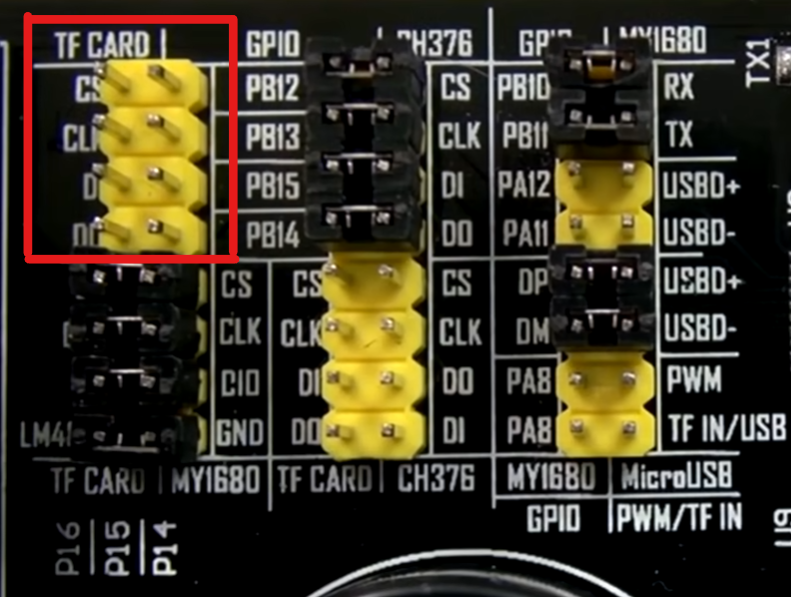 TF CARD | GPIO | CH376 GPIO | MY1680 TX1
CS PB12 CS PB10 RX
CLK PB13 CLK PB11 TX
DI PB15 DI PA12 USBD+
DO PB14 DO PA11 USBD-
CS CS CS DP USBD+
CLK CLK CLK DM USBD-
CIO DI DO PA8 PWM
GND DO DI PA8 TF IN/USB
TF CARD | MY1680 TF CARD | CH376 MY1680 | MicroUSB
GPIO | PWM/TF IN
P16 | P15 | P14